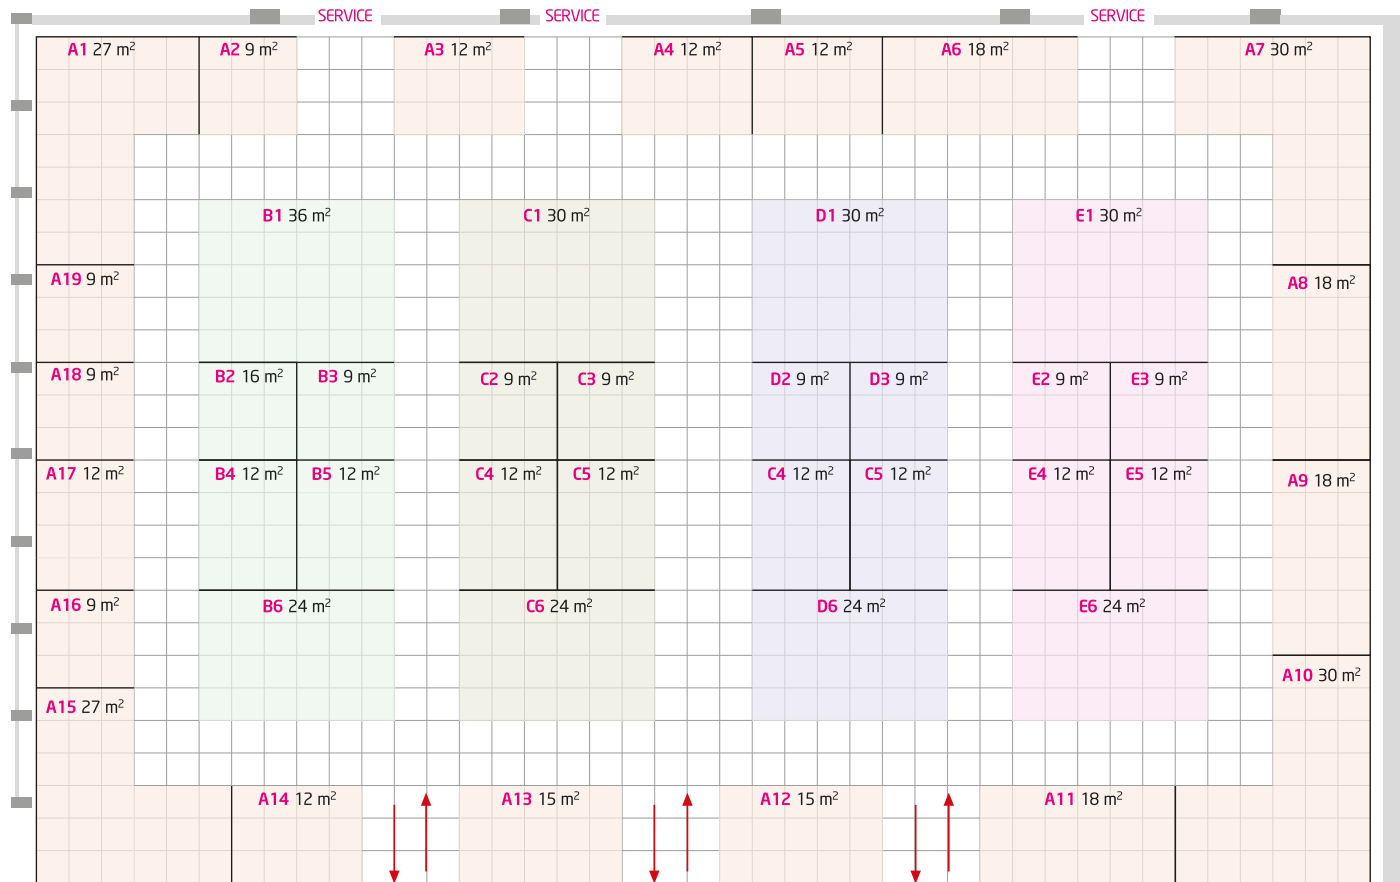 SERVICE SERVICE SERVICE
A1 27 m² A2 9 m² A3 12 m² A4 12 m² A5 12 m² A6 18 m² A7 30 m²
B1 36 m² C1 30 m² D1 30 m² E1 30 m²
A19 9 m² A8 18 m²
A18 9 m² B2 16 m² B3 9 m² C2 9 m² C3 9 m² D2 9 m² D3 9 m² E2 9 m² E3 9 m²
A17 12 m² B4 12 m² B5 12 m² C4 12 m² C5 12 m² C4 12 m² C5 12 m² E4 12 m² E5 12 m² A9 18 m²
A16 9 m² B6 24 m² C6 24 m² D6 24 m² E6 24 m²
A10 30 m²
A15 27 m²
A14 12 m² A13 15 m² A12 15 m² A11 18 m²